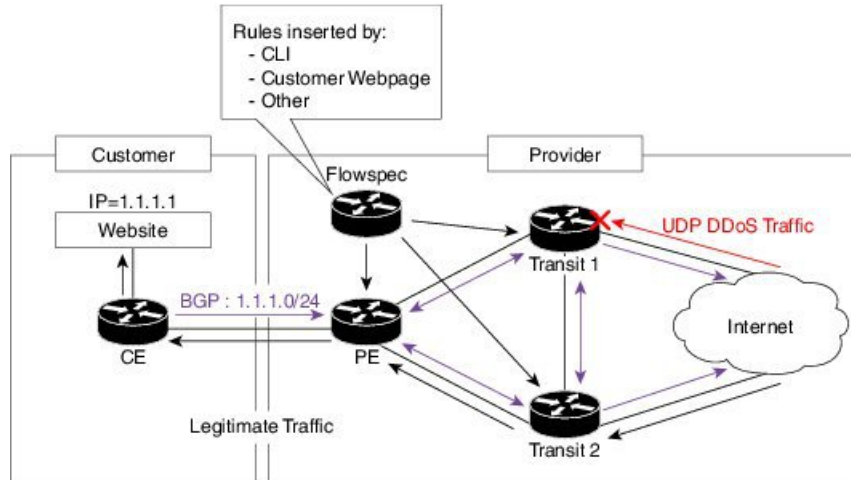 Rules inserted by:
- CLI
- Customer Webpage
- Other
Customer
Provider
Flowspec
IP=1.1.1.1
Website
UDP DDoS Traffic
Transit 1
BGP : 1.1.1.0/24
Internet
CE
PE
Legitimate Traffic
Transit 2